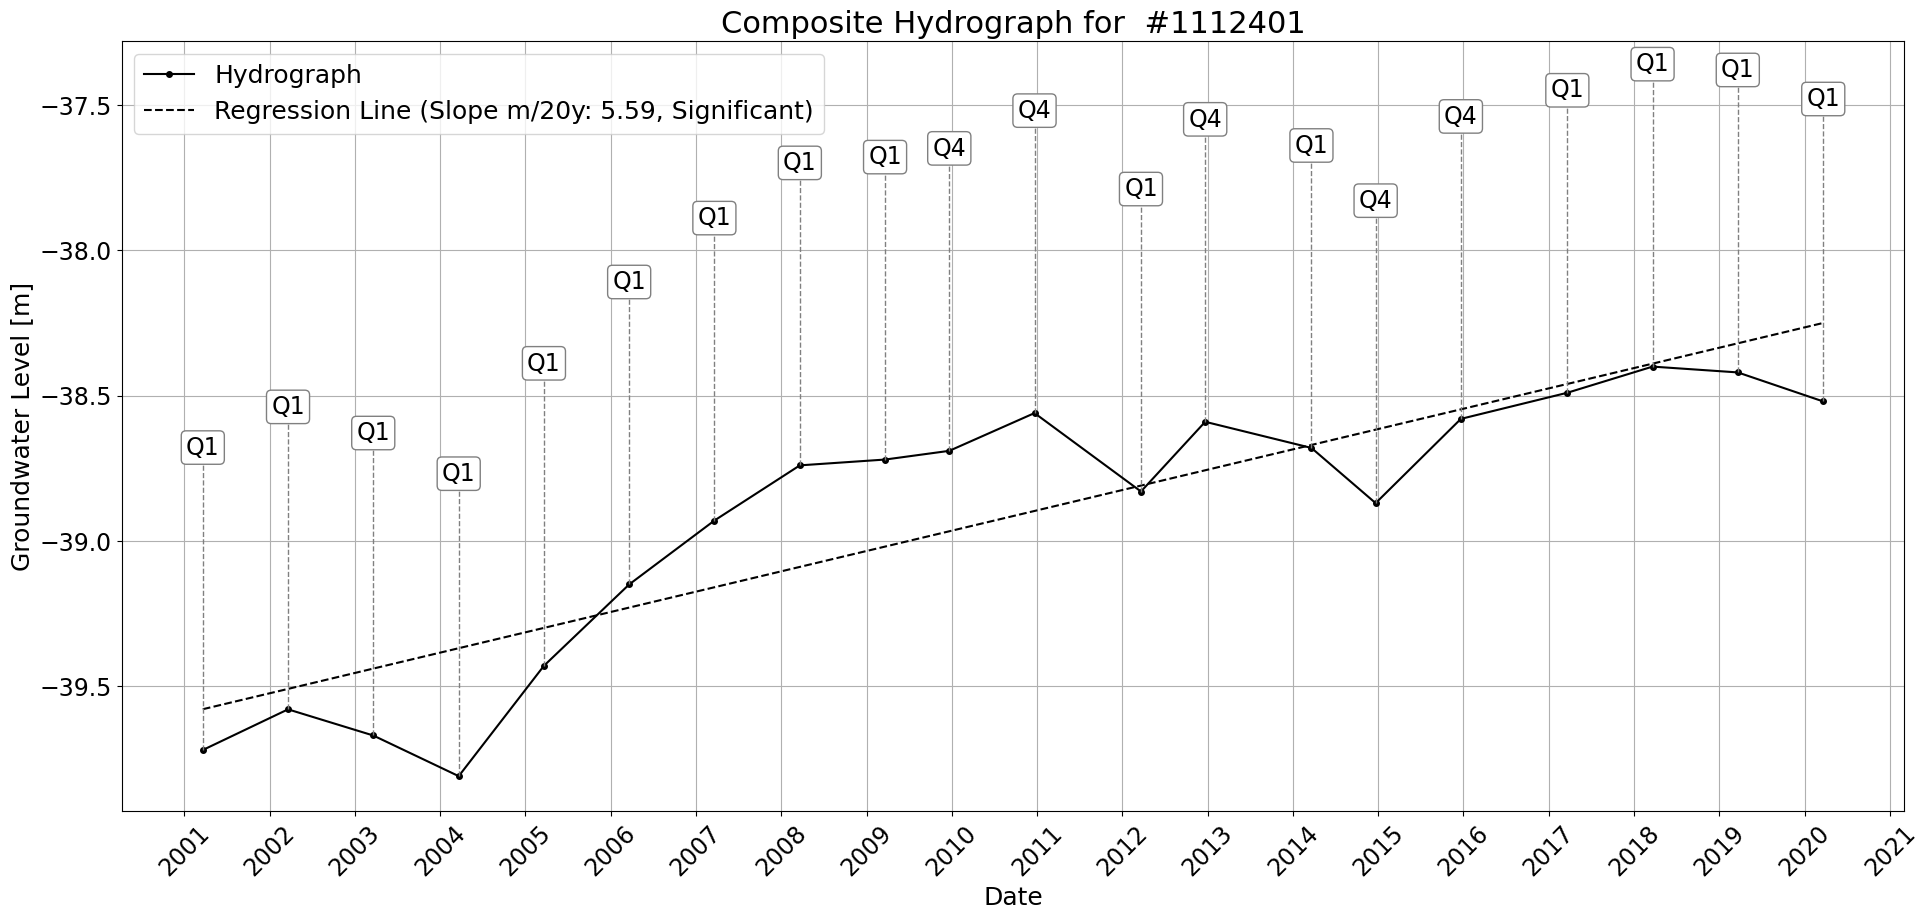 Composite Hydrograph for  #1112401
Hydrograph
Regression Line (Slope m/20y: 5.59, Significant)
Groundwater Level [m]
−37.5
−38.0
−38.5
−39.0
−39.5
Q1
Q1
Q1
Q1
Q1
Q1
Q1
Q1
Q1
Q4
Q4
Q1
Q4
Q1
Q4
Q4
Q1
Q1
Q1
Q1
2001
2002
2003
2004
2005
2006
2007
2008
2009
2010
2011
2012
2013
2014
2015
2016
2017
2018
2019
2020
2021
Date